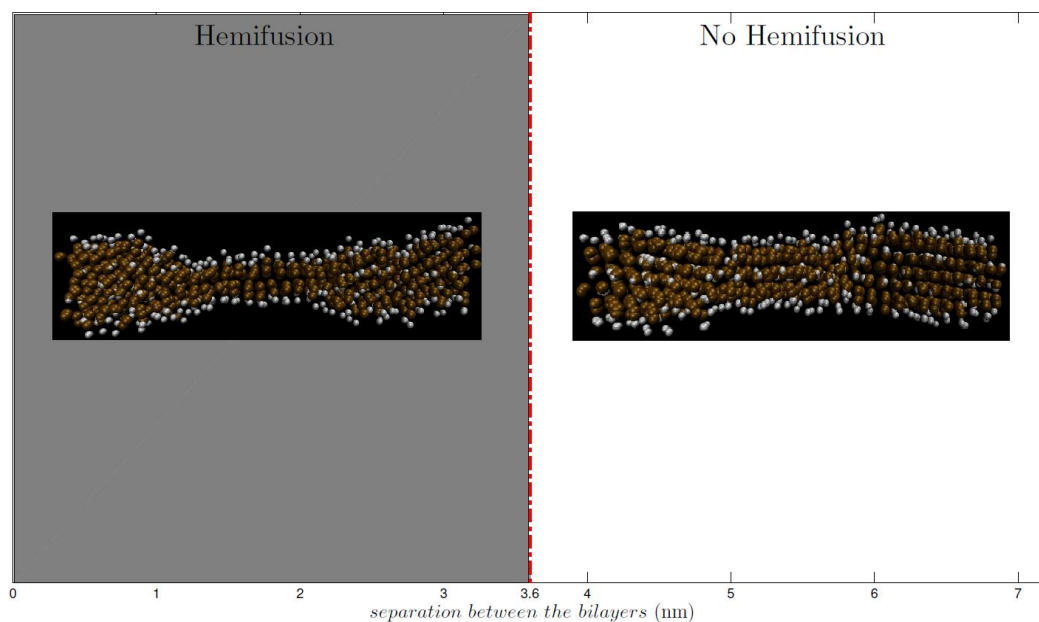 Hemifusion
No Hemifusion
0 1 2 3 3.6 4 5 6 7
separation between the bilayers (nm)